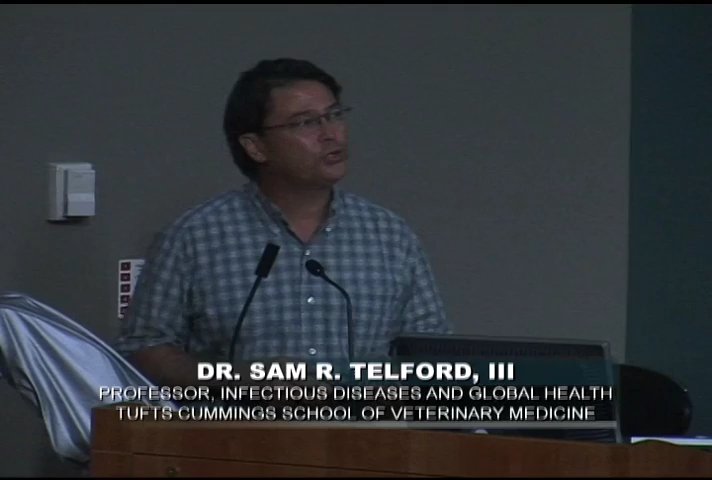 DR. SAM R. TELFORD, III
PROFESSOR, INFECTIOUS DISEASES AND GLOBAL HEALTH
TUFTS CUMMINGS SCHOOL OF VETERINARY MEDICINE